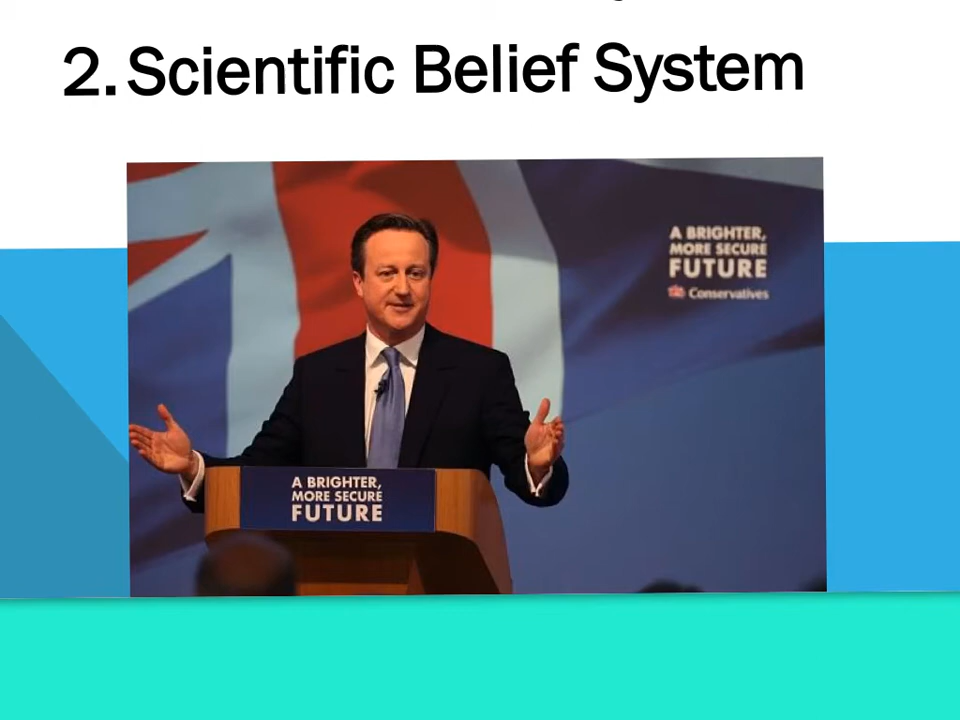 2. Scientific Belief System
A BRIGHTER,
MORE SECURE
FUTURE
Conservatives
A BRIGHTER,
MORE SECURE
FUTURE